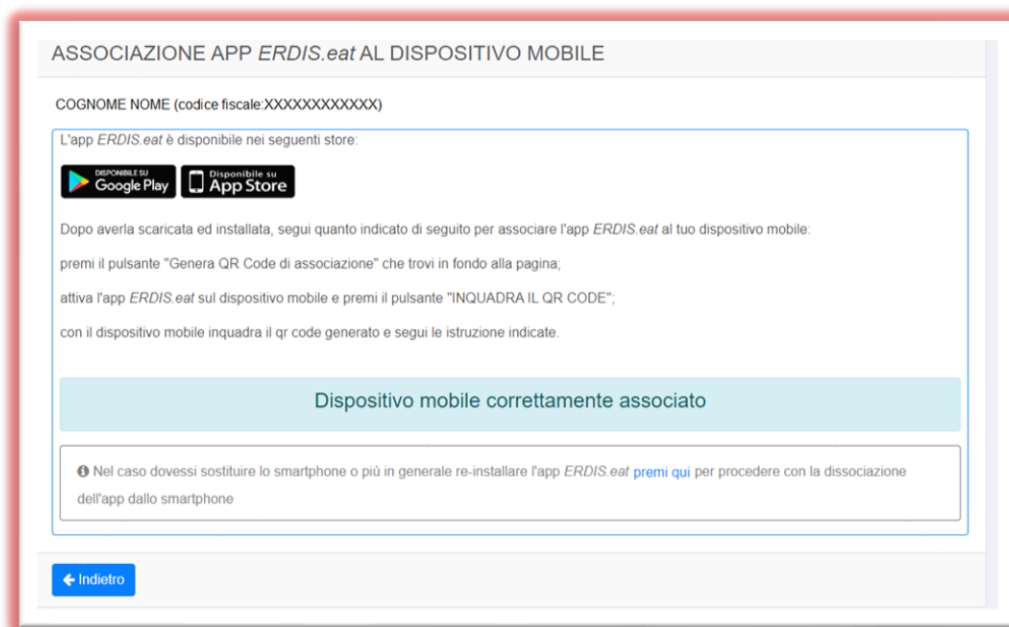 ASSOCIAZIONE APP ERDIS.eat AL DISPOSITIVO MOBILE
COGNOME NOME (codice fiscale:XXXXXXXXXXXX)
L'app ERDIS.eat è disponibile nei seguenti store:
DISPONIBILE SU
Google Play
Disponibile su
App Store
Dopo averla scaricata ed installata, segui quanto indicato di seguito per associare l'app ERDIS.eat al tuo dispositivo mobile:
premi il pulsante "Genera QR Code di associazione" che trovi in fondo alla pagina;
attiva l'app ERDIS.eat sul dispositivo mobile e premi il pulsante "INQUADRA IL QR CODE";
con il dispositivo mobile inquadra il qr code generato e segui le istruzione indicate.
Dispositivo mobile correttamente associato
Nel caso dovessi sostituire lo smartphone o più in generale re-installare l'app ERDIS.eat premi qui per procedere con la dissociazione
dell'app dallo smartphone
Indietro